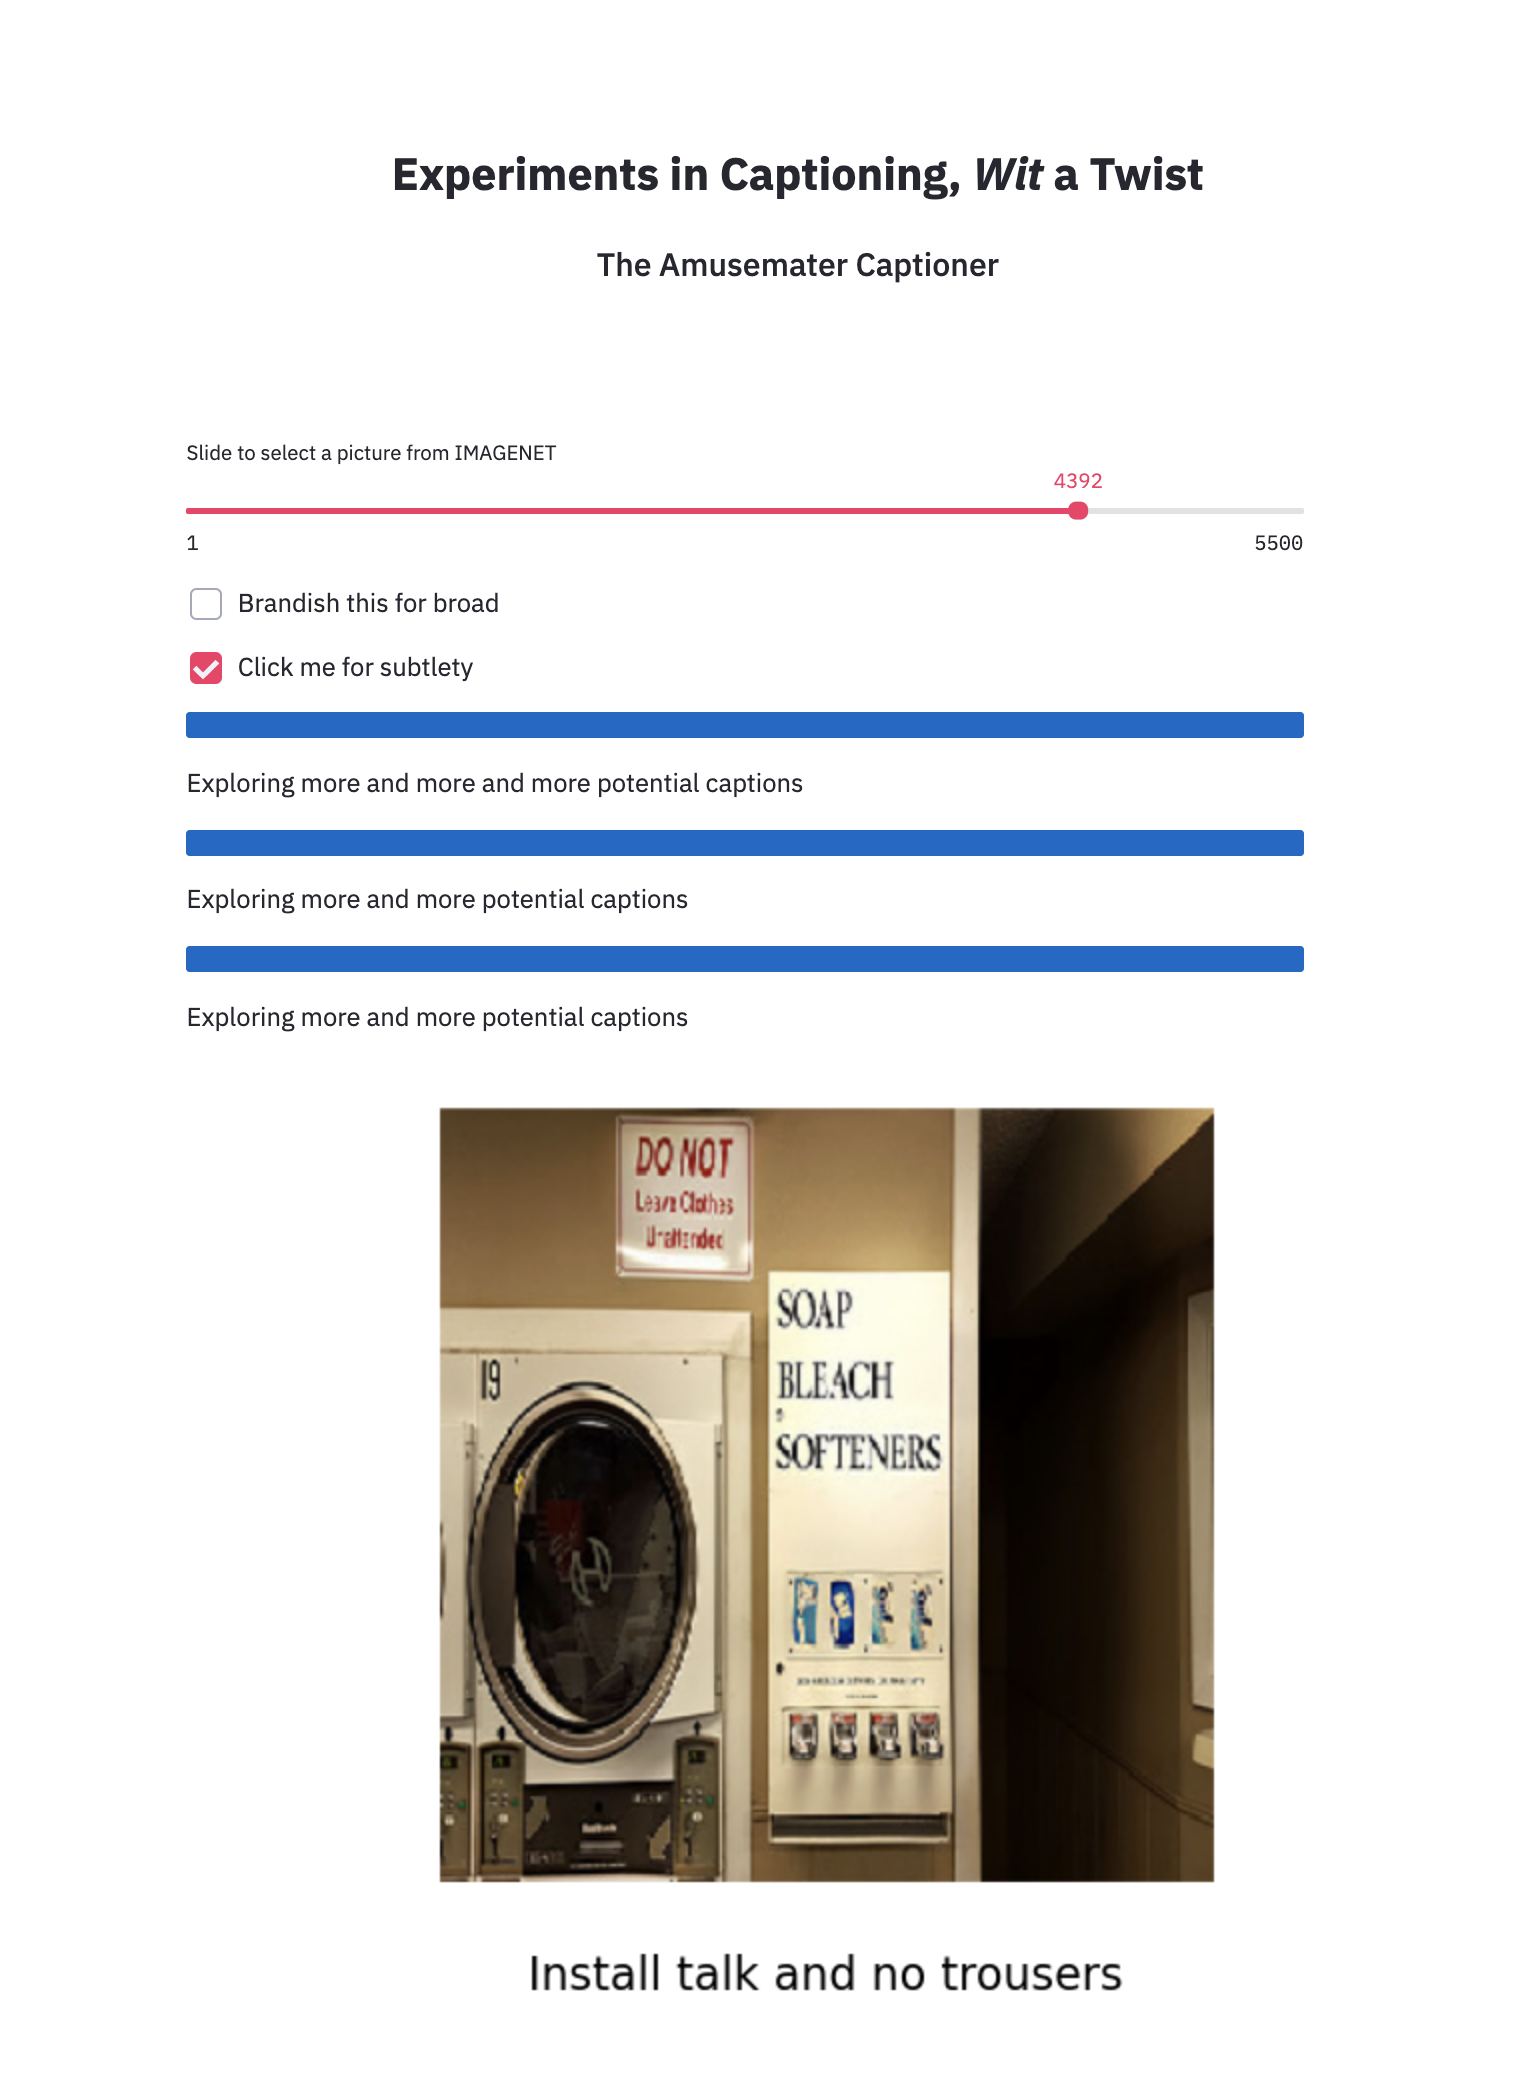 Experiments in Captioning, Wit a Twist
The Amusemater Captioner
Slide to select a picture from IMAGENET
4392
1
5500
Brandish this for broad
Click me for subtlety
Exploring more and more and more potential captions
Exploring more and more potential captions
Exploring more and more potential captions
DO NOT
Leave Clothes
Unattended
SOAP
BLEACH
SOFTENERS
19
Install talk and no trousers